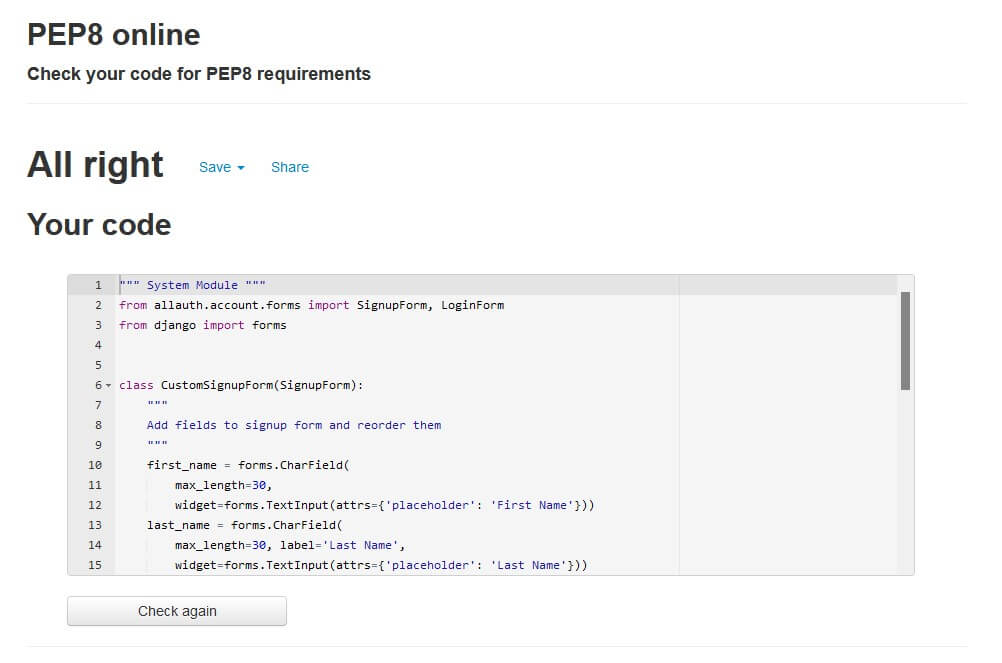 PEP8 online
Check your code for PEP8 requirements
All right Save Share
Your code
1 """ System Module """
2 from allauth.account.forms import SignupForm, LoginForm
3 from django import forms
4
5
6 class CustomSignupForm(SignupForm):
7     """
8     Add fields to signup form and reorder them
9     """
10     first_name = forms.CharField(
11         max_length=30,
12         widget=forms.TextInput(attrs={'placeholder': 'First Name'}))
13     last_name = forms.CharField(
14         max_length=30, label='Last Name',
15         widget=forms.TextInput(attrs={'placeholder': 'Last Name'}))
Check again